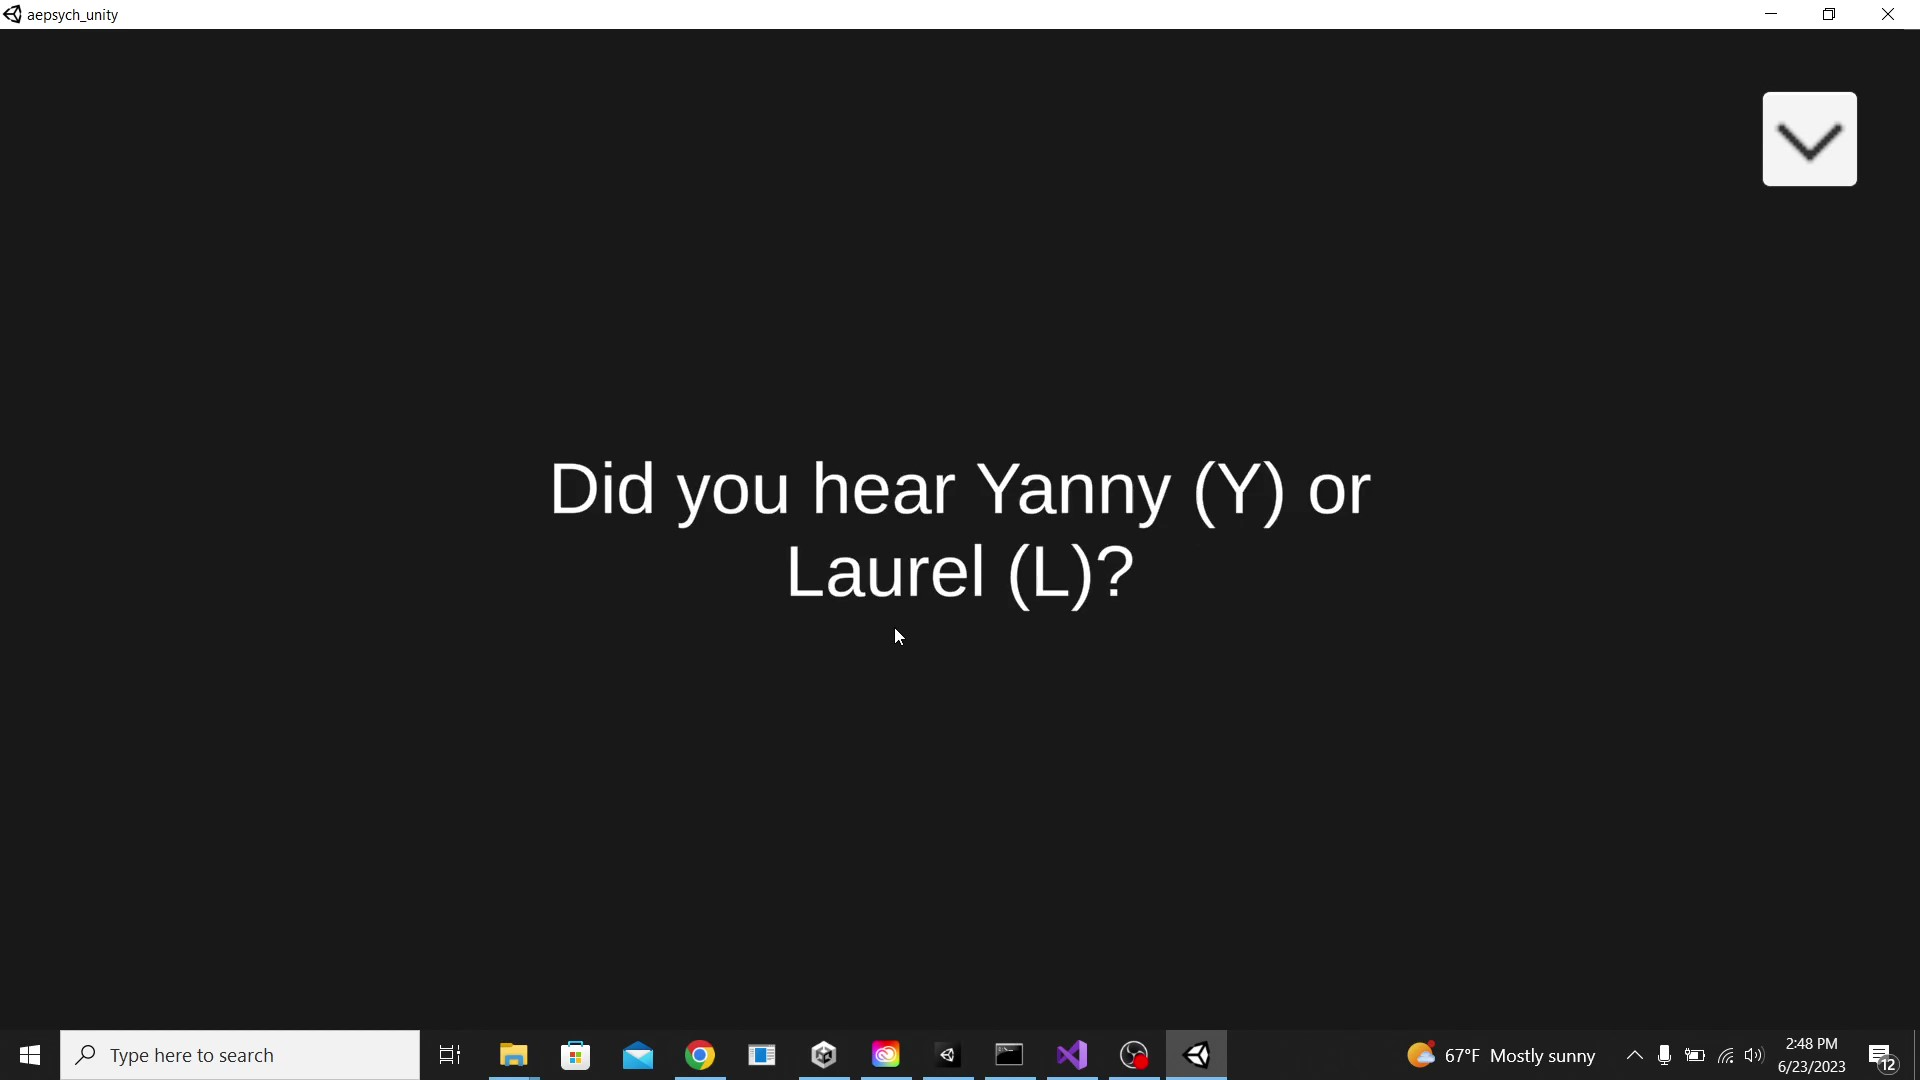 aepsych_unity
Did you hear Yanny (Y) or
Laurel (L)?
Type here to search
67°F Mostly sunny
2:48 PM
6/23/2023
12